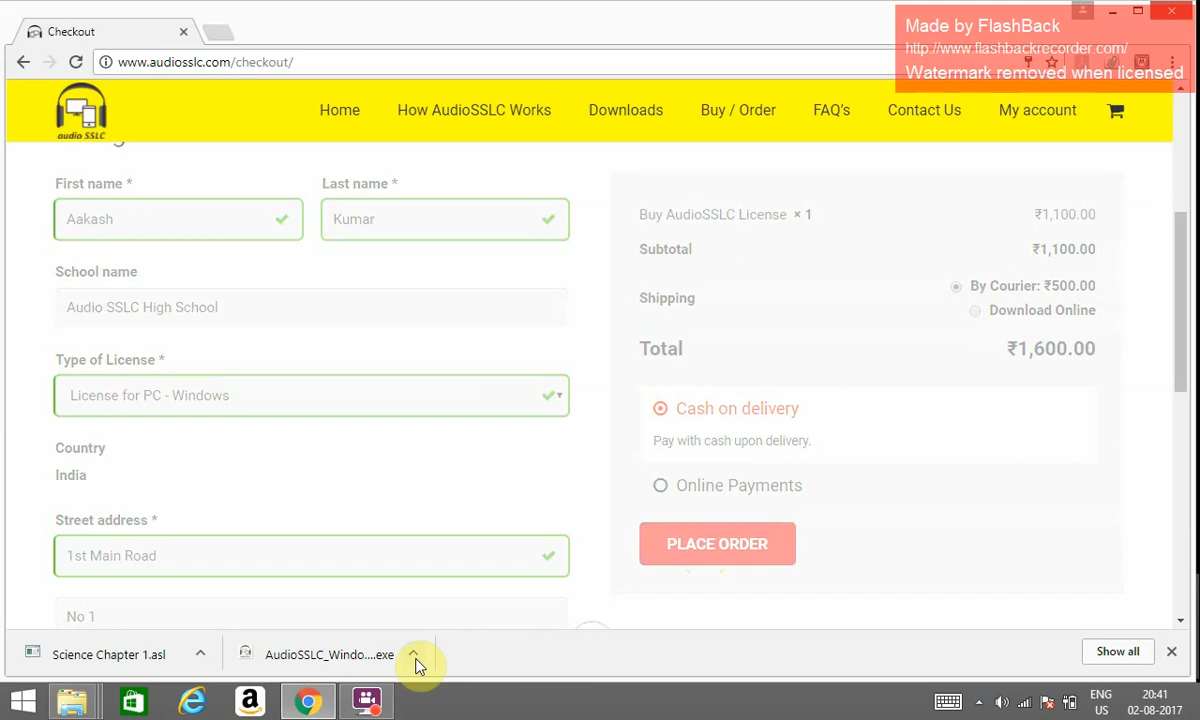 Made by FlashBack
Checkout
http://www.flashbackrecorder.com/
www.audiosslc.com/checkout/
Watermark removed when licensed
audio SSLC
Home
How AudioSSLC Works
Downloads
Buy / Order
FAQ's
Contact Us
My account
First name *
Last name *
Aakash
Kumar
School name
Audio SSLC High School
Type of License *
License for PC - Windows
Country
India
Street address *
1st Main Road
No 1
Buy AudioSSLC License × 1 ₹1,100.00
Subtotal ₹1,100.00
Shipping
By Courier: ₹500.00
Download Online
Total ₹1,600.00
Cash on delivery
Pay with cash upon delivery.
Online Payments
PLACE ORDER
Science Chapter 1.asl
AudioSSLC_Windo....exe
Show all
ENG
US
20:41
02-08-2017